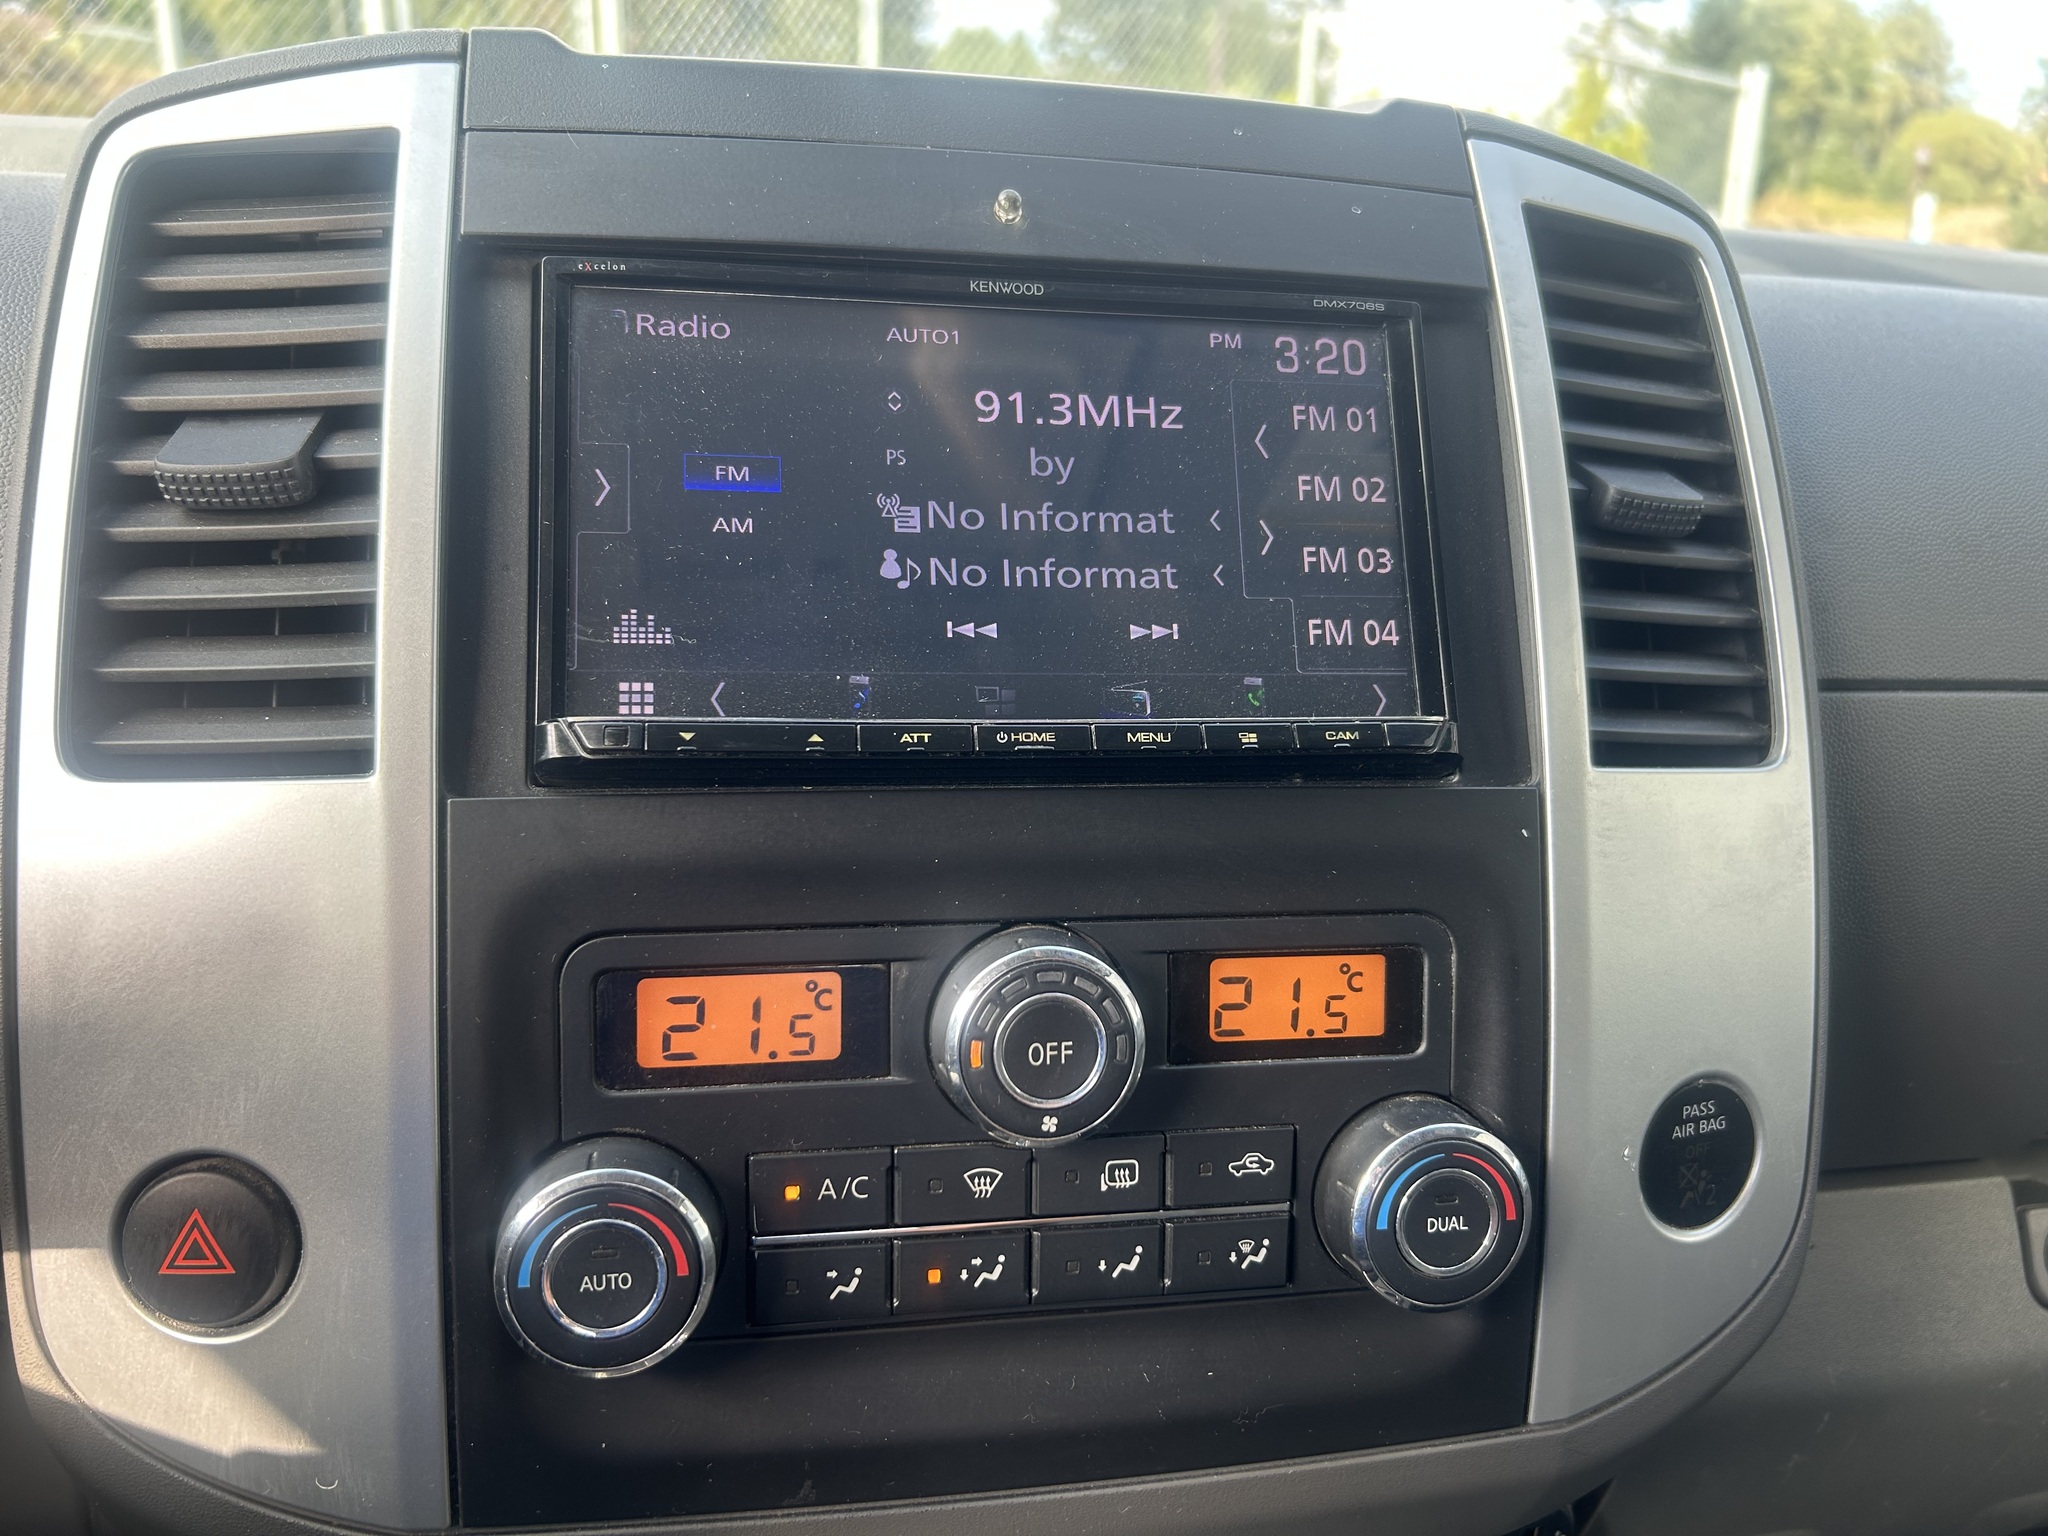 eXcelon
KENWOOD
DMX706S
Radio
AUTO1
PM 3:20
91.3MHz
FM 01
PS
by
FM
FM 02
No Informat
AM
FM 03
No Informat
FM 04
ATT
HOME
MENU
CAM
21.5°C
OFF
21.5°C
PASS
AIR BAG
OFF
2
A/C
AUTO
DUAL